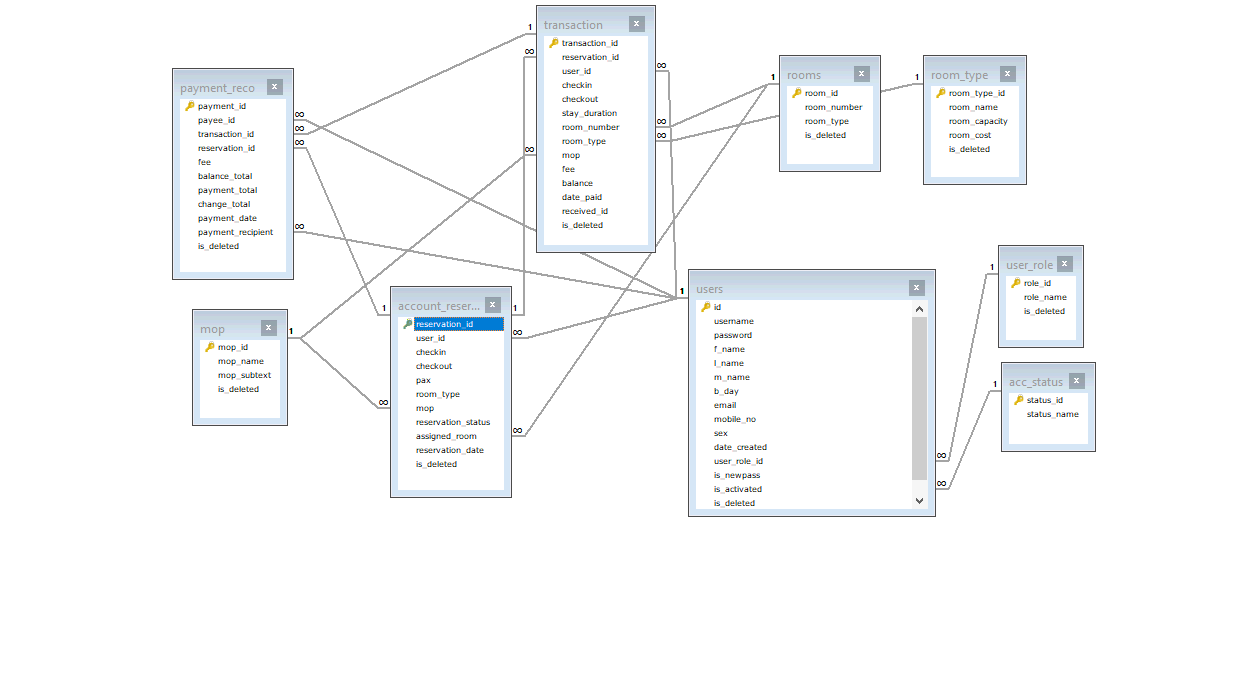 payment_reco
payment_id
payee_id
transaction_id
reservation_id
fee
balance_total
payment_total
change_total
payment_date
payment_recipient
is_deleted
transaction
transaction_id
reservation_id
user_id
checkin
checkout
stay_duration
room_number
room_type
mop
fee
balance
date_paid
received_id
is_deleted
rooms
room_id
room_number
room_type
is_deleted
room_type
room_type_id
room_name
room_capacity
room_cost
is_deleted
mop
mop_id
mop_name
mop_subtext
is_deleted
account_reser...
reservation_id
user_id
checkin
checkout
pax
room_type
mop
reservation_status
assigned_room
reservation_date
is_deleted
users
id
username
password
f_name
l_name
m_name
b_day
email
mobile_no
sex
date_created
user_role_id
is_newpass
is_activated
is_deleted
user_role
role_id
role_name
is_deleted
acc_status
status_id
status_name
1
∞
∞
∞
∞
∞
∞
∞
∞
∞
∞
1
1
1
1
1
∞
∞
∞
1
1
1
∞
∞